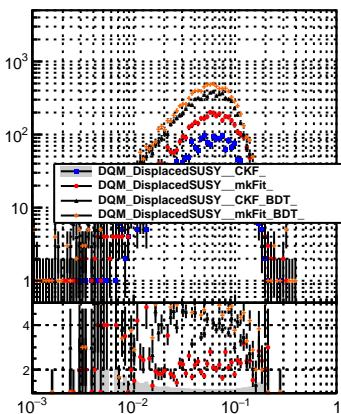 10³
10²
DQM_DisplacedSUSY__CKF_
DQM_DisplacedSUSY__mkFit_
DQM_DisplacedSUSY__CKF_BDT_
DQM_DisplacedSUSY__mkFit_BDT_
10
1
4
2
10⁻³ 10⁻² 10⁻¹ 1